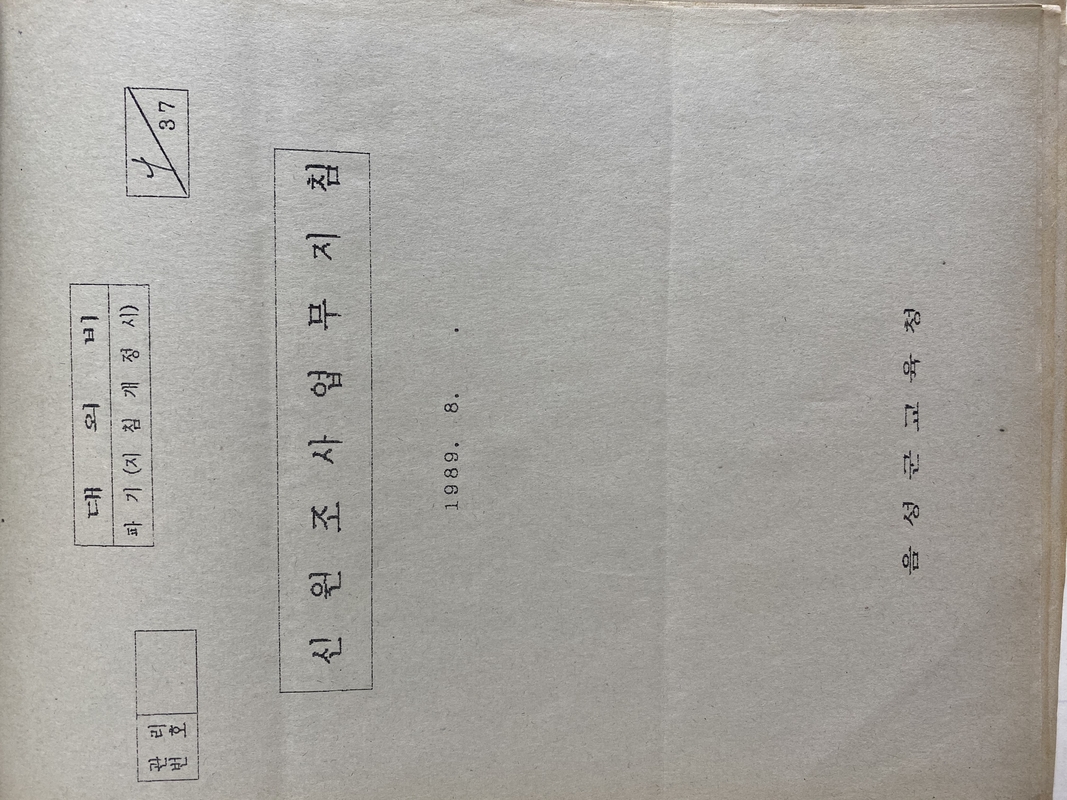 관리
번호
대외비
파기(지침개정시)
4/37
신원조사업무지침
1989. 8. .
음성군교육청